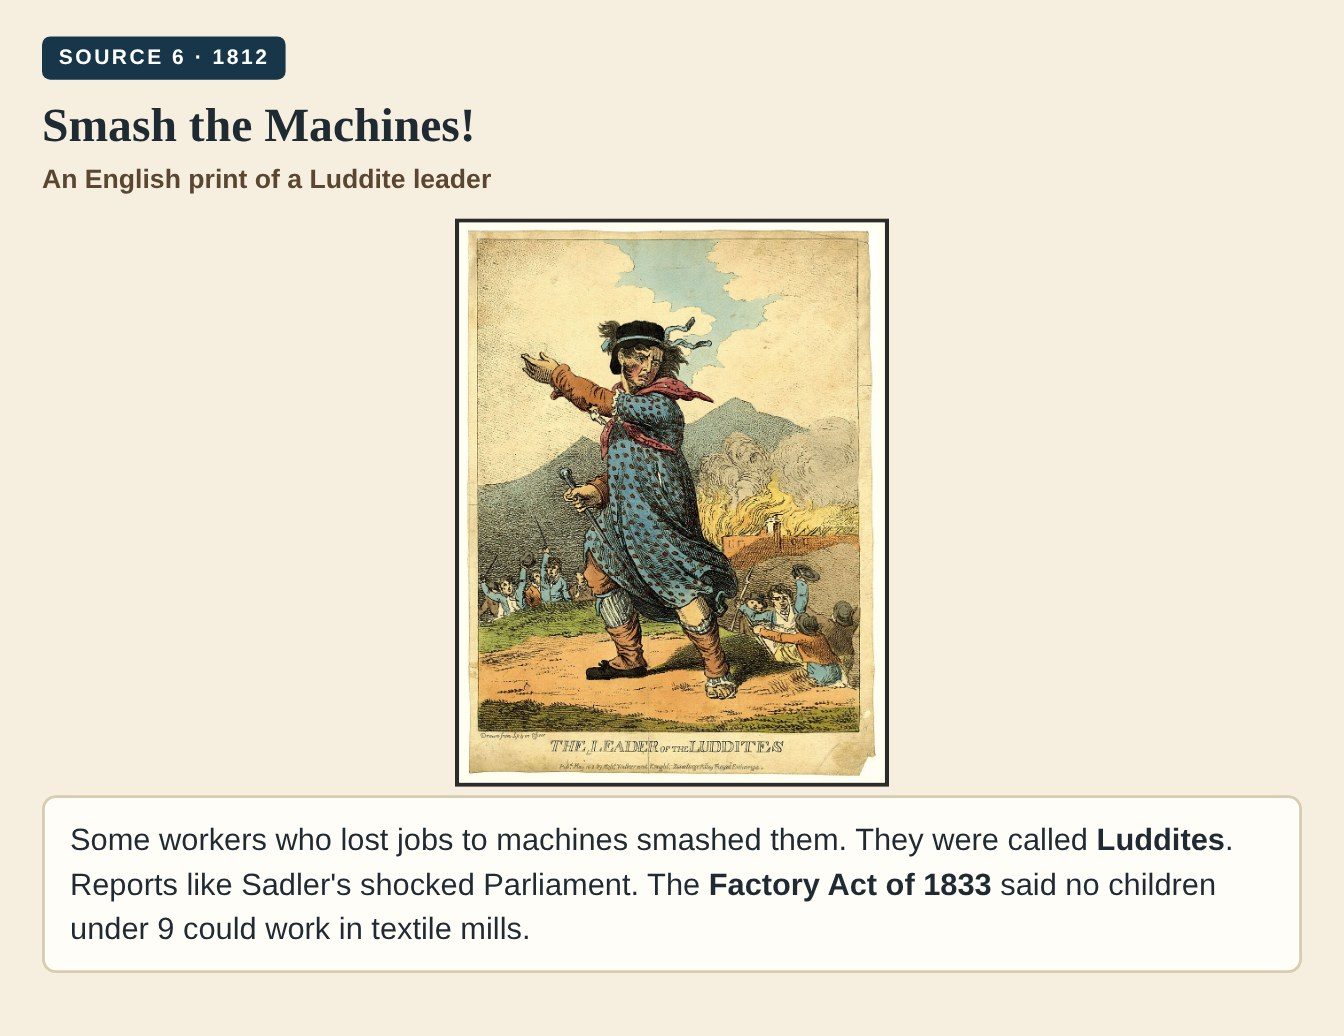 SOURCE 6 · 1812
Smash the Machines!
An English print of a Luddite leader
THE LEADER OF THE LUDDITES
Some workers who lost jobs to machines smashed them. They were called Luddites.
Reports like Sadler's shocked Parliament. The Factory Act of 1833 said no children
under 9 could work in textile mills.